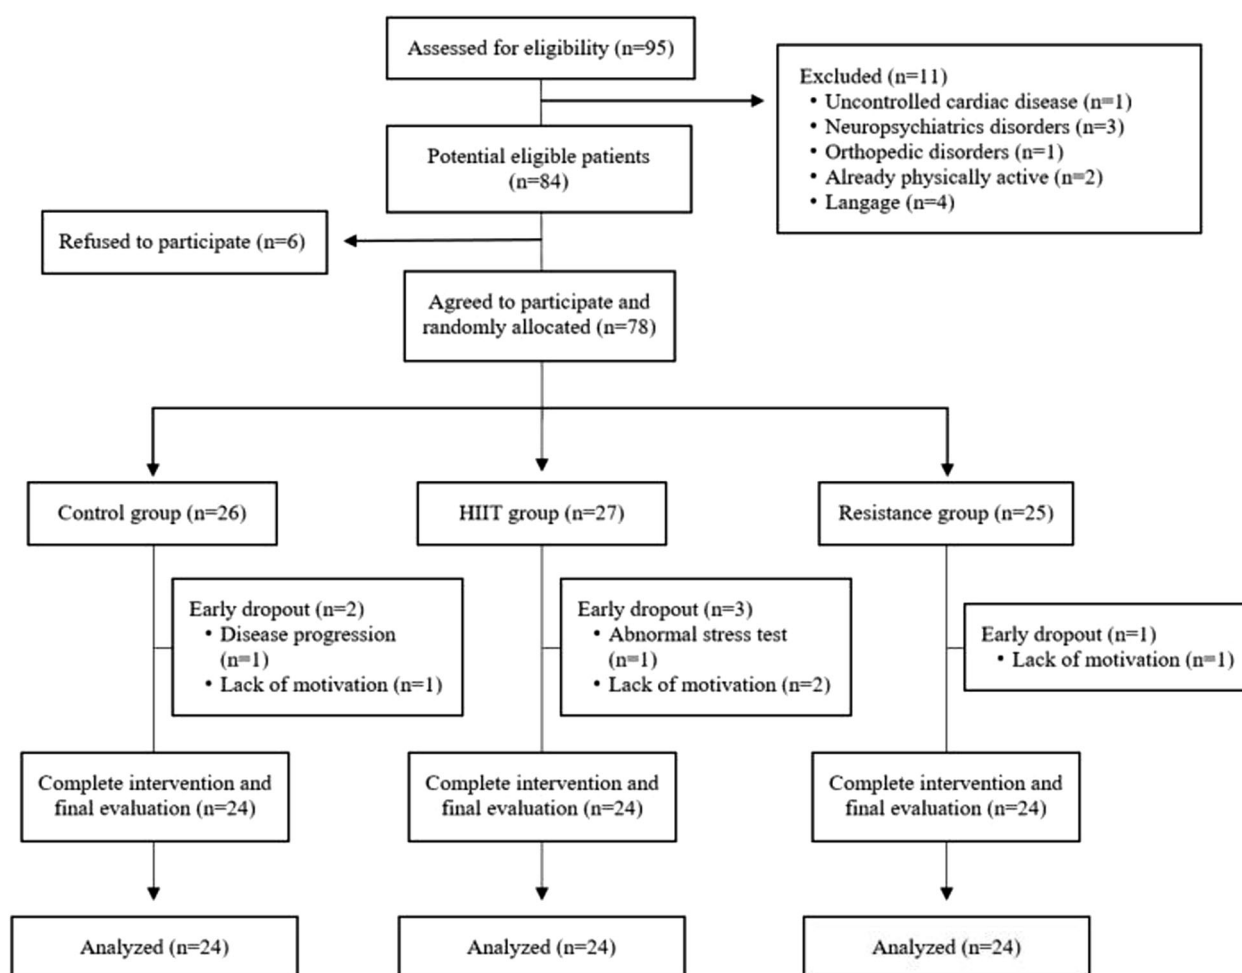 Assessed for eligibility (n=95)
Excluded (n=11)
• Uncontrolled cardiac disease (n=1)
• Neuropsychiatrics disorders (n=3)
• Orthopedic disorders (n=1)
• Already physically active (n=2)
• Langage (n=4)
Potential eligible patients
(n=84)
Refused to participate (n=6)
Agreed to participate and
randomly allocated (n=78)
Control group (n=26)
HIIT group (n=27)
Resistance group (n=25)
Early dropout (n=2)
• Disease progression
(n=1)
• Lack of motivation (n=1)
Early dropout (n=3)
• Abnormal stress test
(n=1)
• Lack of motivation (n=2)
Early dropout (n=1)
• Lack of motivation (n=1)
Complete intervention and
final evaluation (n=24)
Complete intervention and
final evaluation (n=24)
Complete intervention and
final evaluation (n=24)
Analyzed (n=24)
Analyzed (n=24)
Analyzed (n=24)